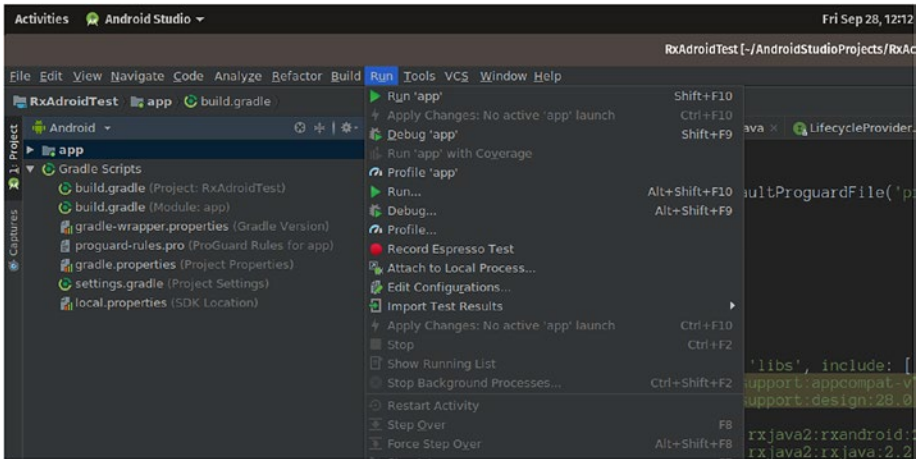 Activities Android Studio Fri Sep 28, 12:12
RxAdroidTest [~/AndroidStudioProjects/RxAc
File Edit View Navigate Code Analyze Refactor Build Run Tools VCS Window Help
RxAdroidTest app build.gradle
Android
1: Project
Captures
app
Gradle Scripts
build.gradle (Project: RxAdroidTest)
build.gradle (Module: app)
gradle-wrapper.properties (Gradle Version)
proguard-rules.pro (ProGuard Rules for app)
gradle.properties (Project Properties)
settings.gradle (Project Settings)
local.properties (SDK Location)
Run 'app' Shift+F10
Apply Changes: No active 'app' launch Ctrl+F10
Debug 'app' Shift+F9
Run 'app' with Coverage
Profile 'app'
Run... Alt+Shift+F10
Debug... Alt+Shift+F9
Profile...
Record Espresso Test
Attach to Local Process...
Edit Configurations...
Import Test Results
Apply Changes: No active 'app' launch Ctrl+F10
Stop Ctrl+F2
Show Running List
Stop Background Processes... Ctrl+Shift+F2
Restart Activity
Step Over F8
Force Step Over Alt+Shift+F8
ava LifecycleProvider.
aultProguardFile('p
'libs', include: [
support:appcompat-v
support:design:28.0
rxjava2:rxandroid:
rxjava2:rxjava:2.2